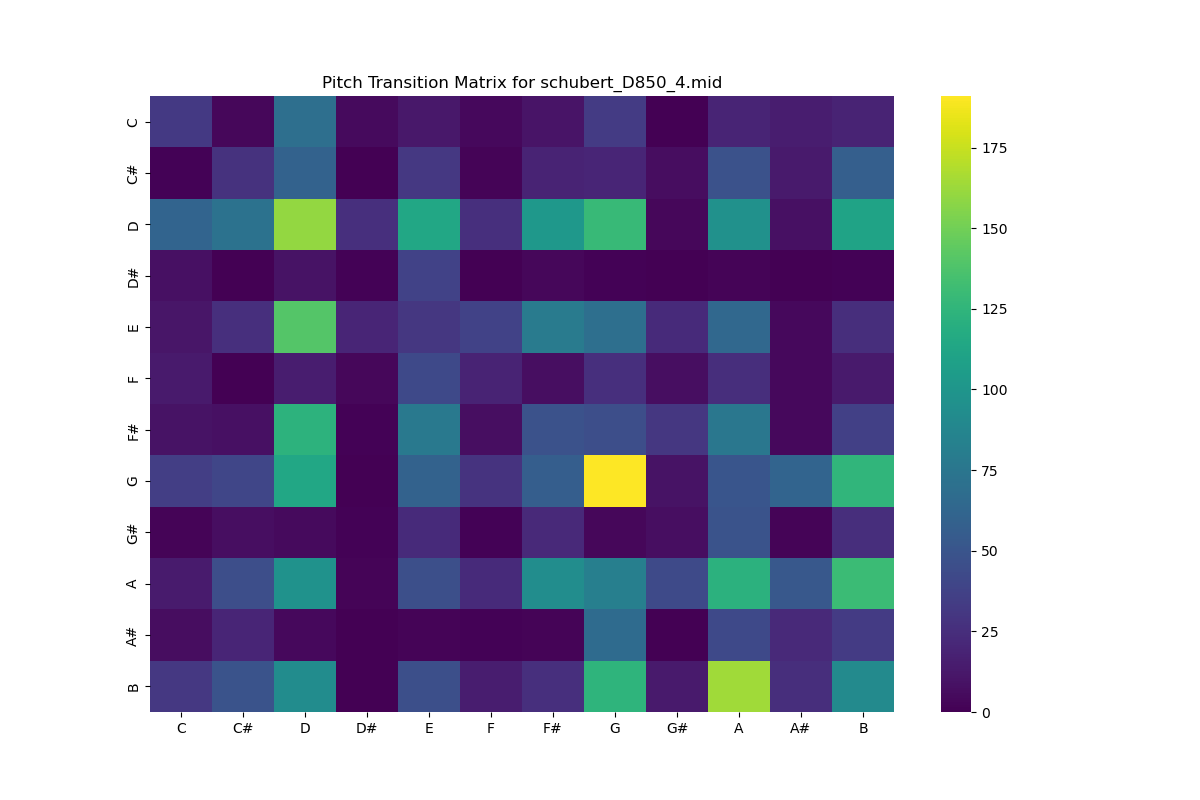 Pitch Transition Matrix for schubert_D850_4.mid
C
C#
D
D#
E
F
F#
G
G#
A
A#
B
C C# D D# E F F# G G# A A# B
175
150
125
100
75
50
25
0